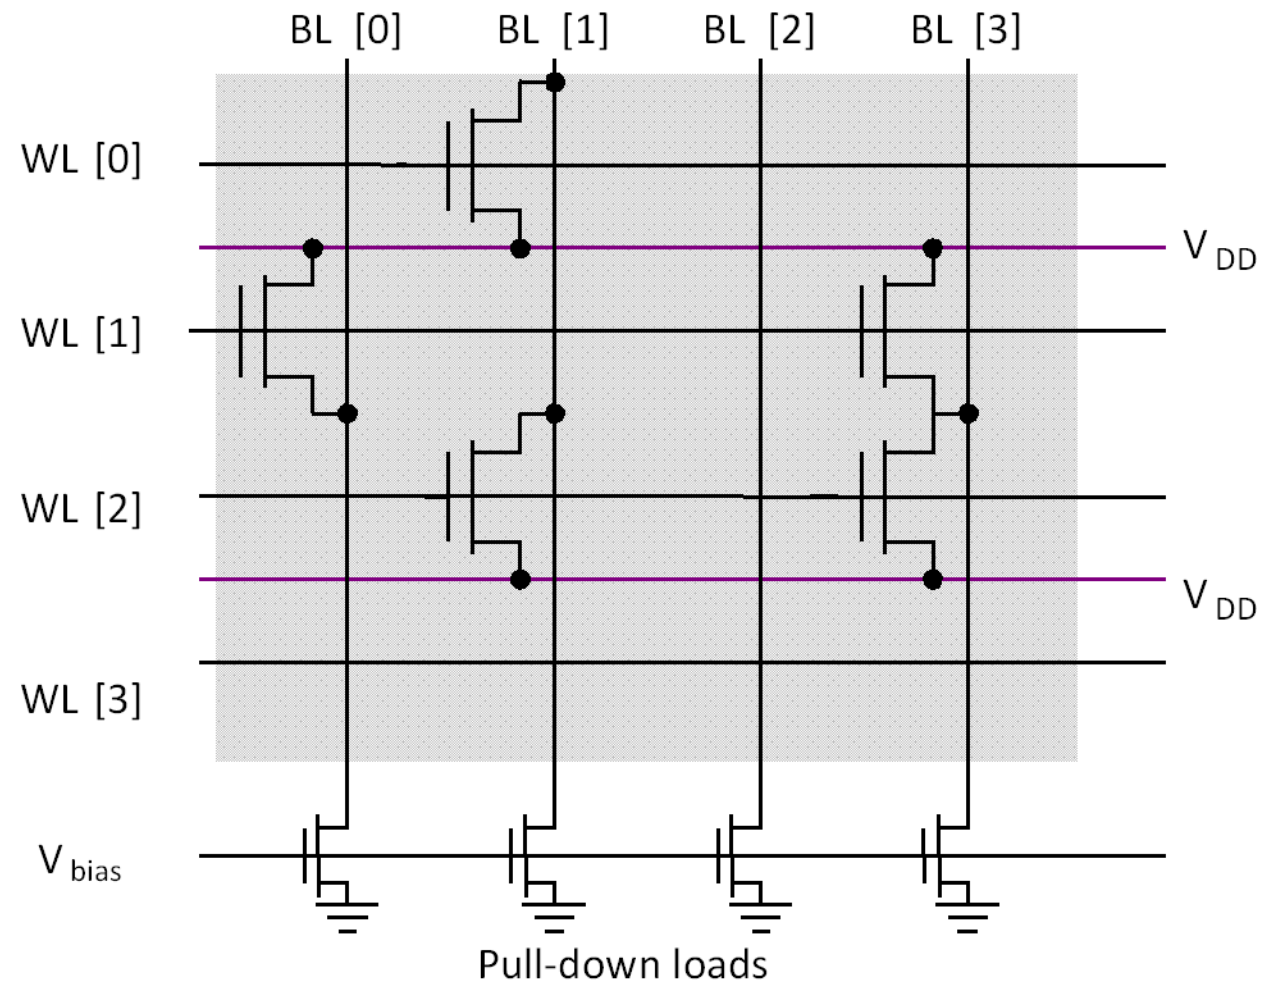 BL [0] BL [1] BL [2] BL [3]
WL [0]
V DD
WL [1]
WL [2]
V DD
WL [3]
V bias
Pull-down loads